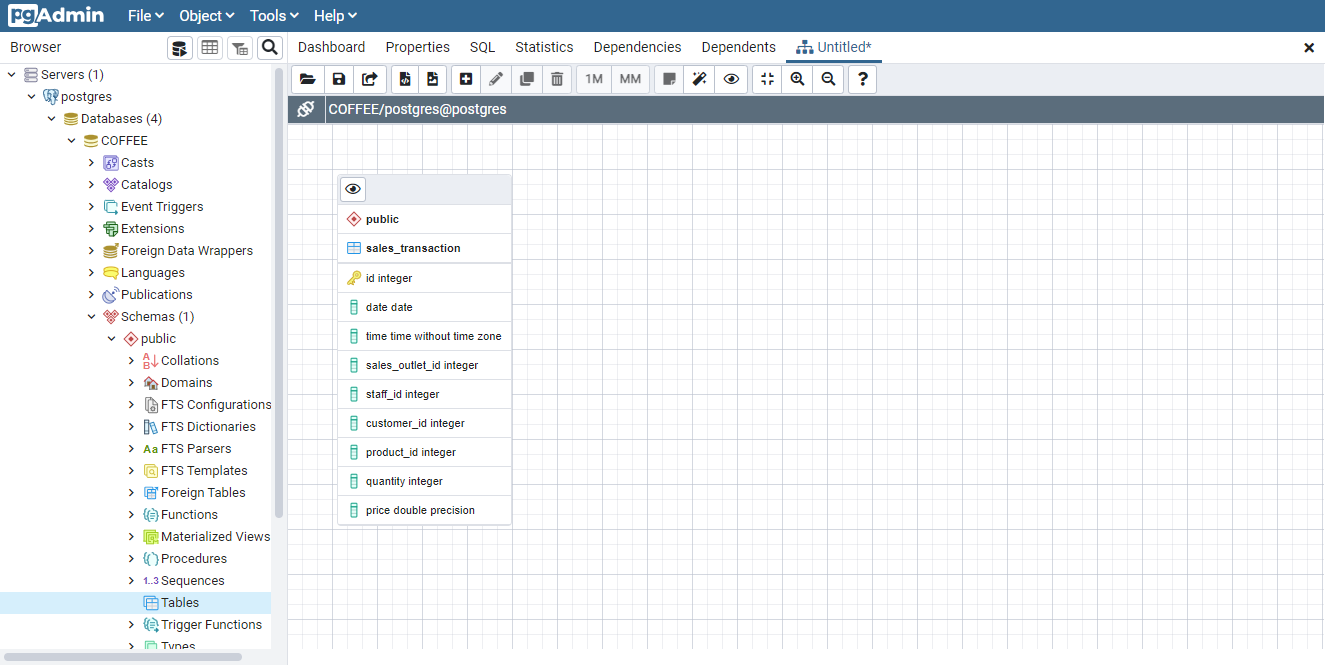 pgAdmin File Object Tools Help
Browser
Dashboard Properties SQL Statistics Dependencies Dependents Untitled*
1M MM ?
COFFEE/postgres@postgres
Servers (1)
postgres
Databases (4)
COFFEE
Casts
Catalogs
Event Triggers
Extensions
Foreign Data Wrappers
Languages
Publications
Schemas (1)
public
Collations
Domains
FTS Configurations
FTS Dictionaries
Aa FTS Parsers
FTS Templates
Foreign Tables
Functions
Materialized Views
Procedures
1..3 Sequences
Tables
Trigger Functions
Types
public
sales_transaction
id integer
date date
time time without time zone
sales_outlet_id integer
staff_id integer
customer_id integer
product_id integer
quantity integer
price double precision